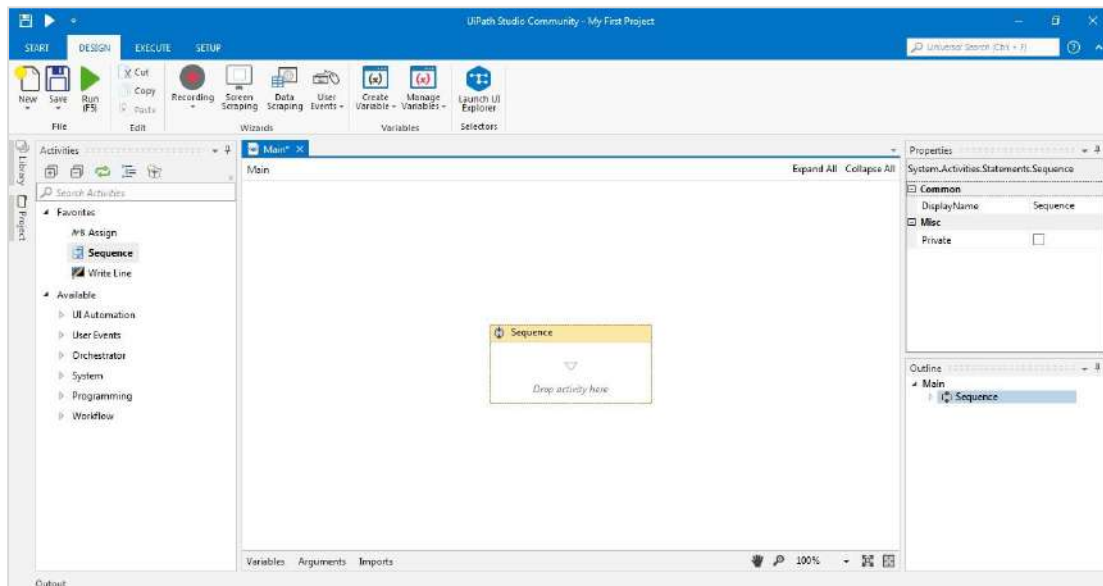 UiPath Studio Community - My First Project
START DESIGN EXECUTE SETUP
Universal Search (Ctrl + F)
New
Save
Run
(F5)
Cut
Copy
Paste
Recording
Screen
Scraping
Data
Scraping
User
Events
Create
Variable
Manage
Variables
Launch UI
Explorer
File Edit Wizards Variables Selectors
Library
Project
Activities
Search Activities
Favorites
A*B Assign
Sequence
Write Line
Available
UI Automation
User Events
Orchestrator
System
Programming
Workflow
Main*
Main
Expand All Collapse All
Sequence
Drop activity here
Variables Arguments Imports
100%
Properties
System.Activities.Statements.Sequence
Common
DisplayName Sequence
Misc
Private
Outline
Main
Sequence
Output